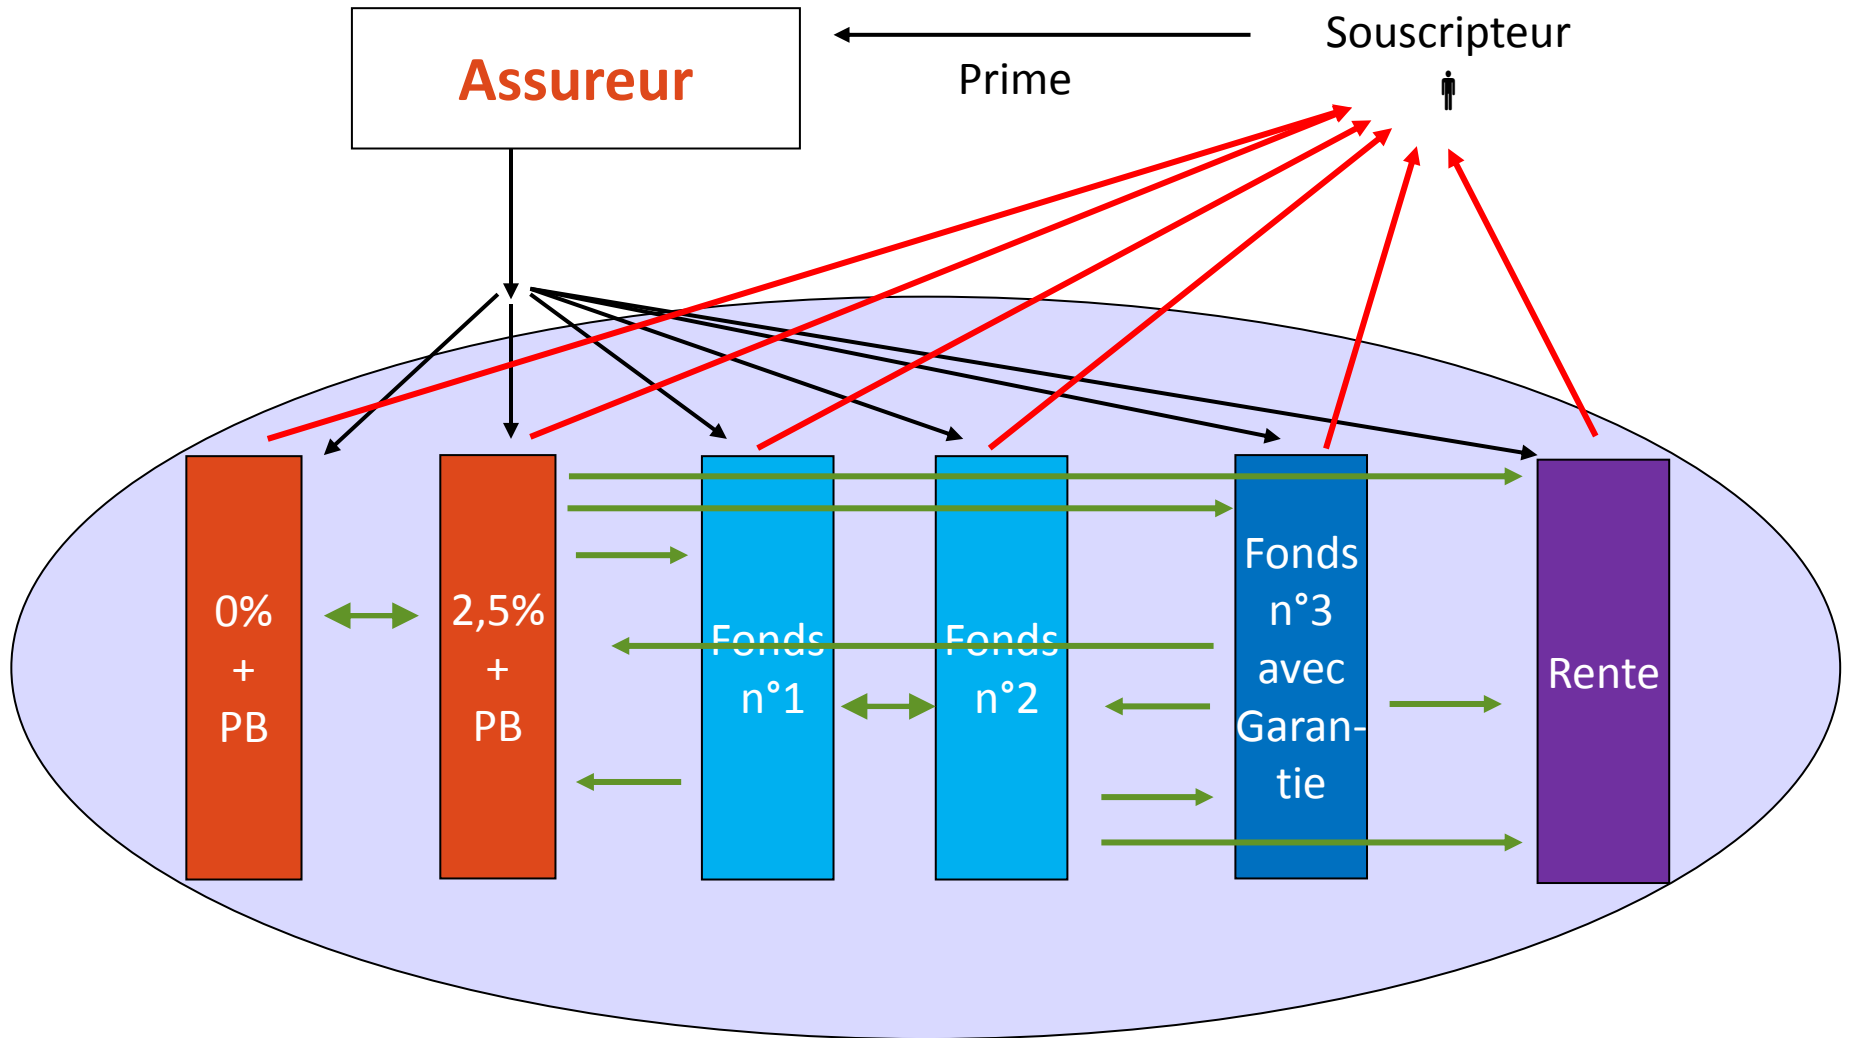 Assureur
Prime
Souscripteur
0%
+
PB
2,5%
+
PB
Fonds
n°1
Fonds
n°2
Fonds
n°3
avec
Garan-
tie
Rente